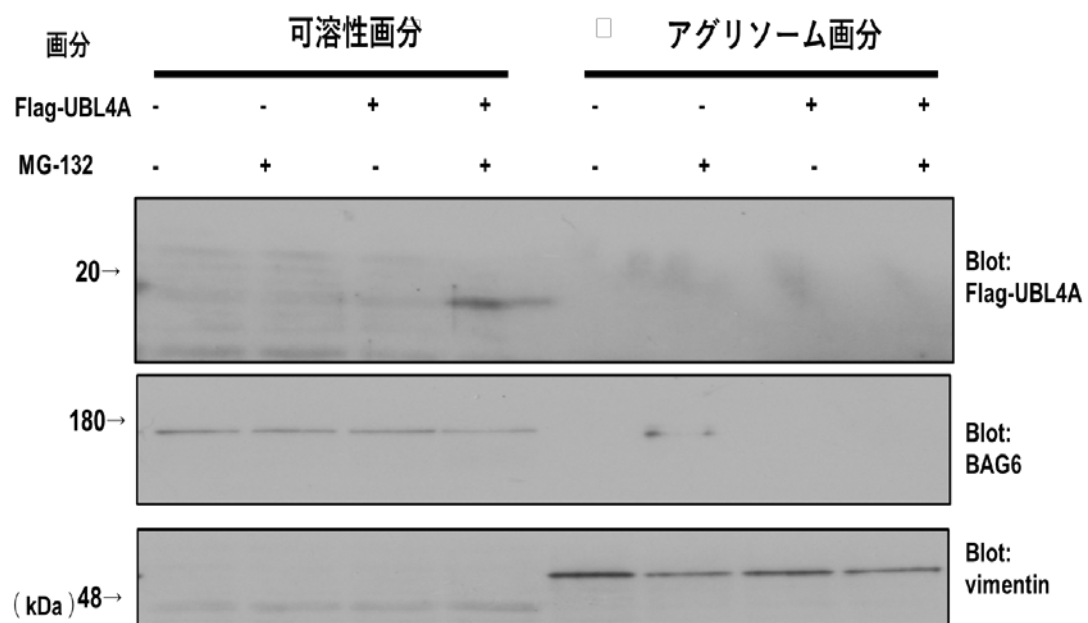 画分 可溶性画分 アグリソーム画分
Flag-UBL4A - - + + - - + +
MG-132 - + - + - + - +
20→
Blot:
Flag-UBL4A
180→
Blot:
BAG6
Blot:
vimentin
(kDa) 48→